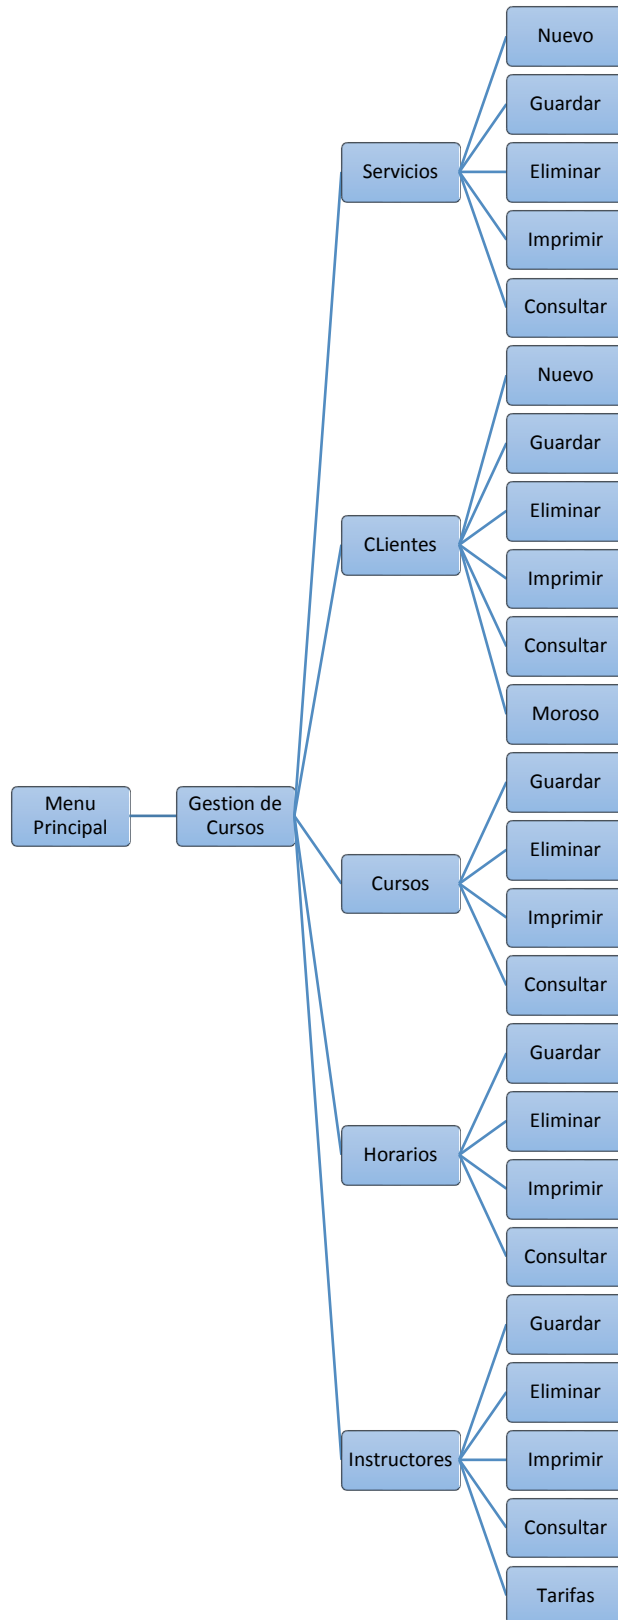 Menu
Principal
Gestion de
Cursos
Servicios
Nuevo
Guardar
Eliminar
Imprimir
Consultar
CLientes
Nuevo
Guardar
Eliminar
Imprimir
Consultar
Moroso
Cursos
Guardar
Eliminar
Imprimir
Consultar
Horarios
Guardar
Eliminar
Imprimir
Consultar
Instructores
Guardar
Eliminar
Imprimir
Consultar
Tarifas